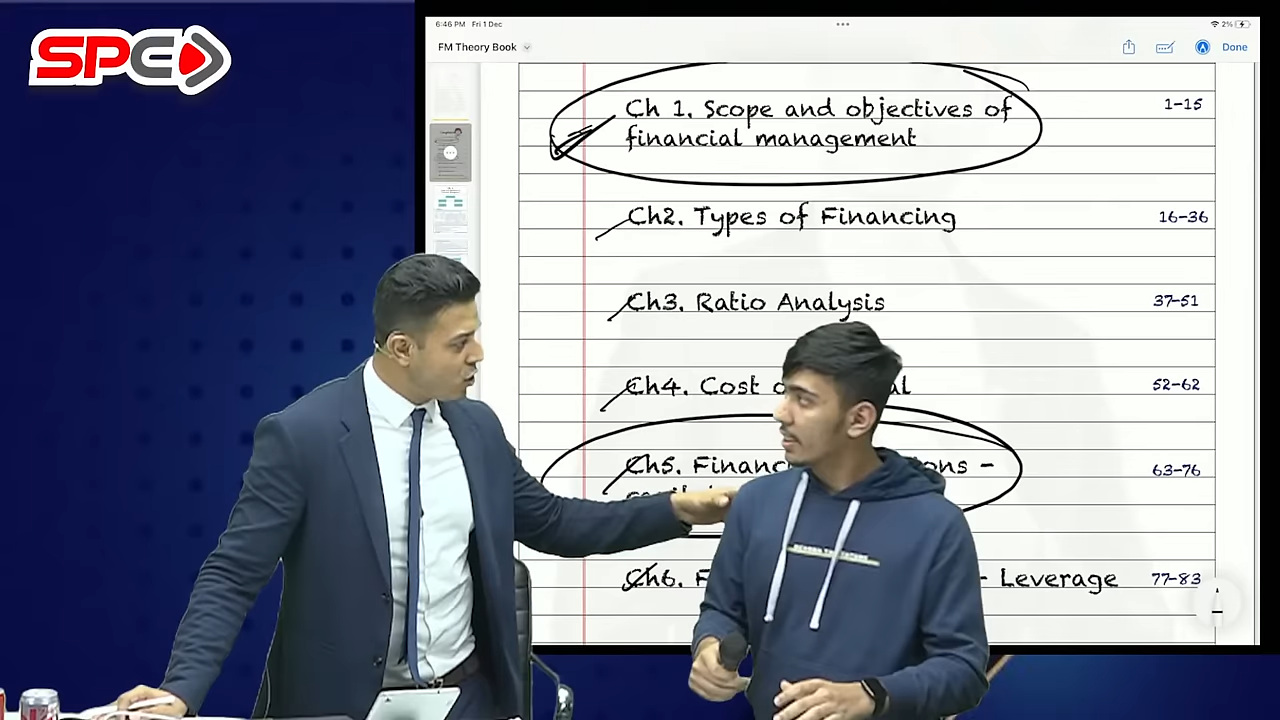 SPC
6:46 PM Fri 1 Dec
2%
FM Theory Book
Done
Ch 1. Scope and objectives of
financial management
1-15
Ch2. Types of Financing
16-36
Ch3. Ratio Analysis
37-51
Ch4. Cost
52-62
Ch5.
63-76
Ch6.
- Leverage
77-83